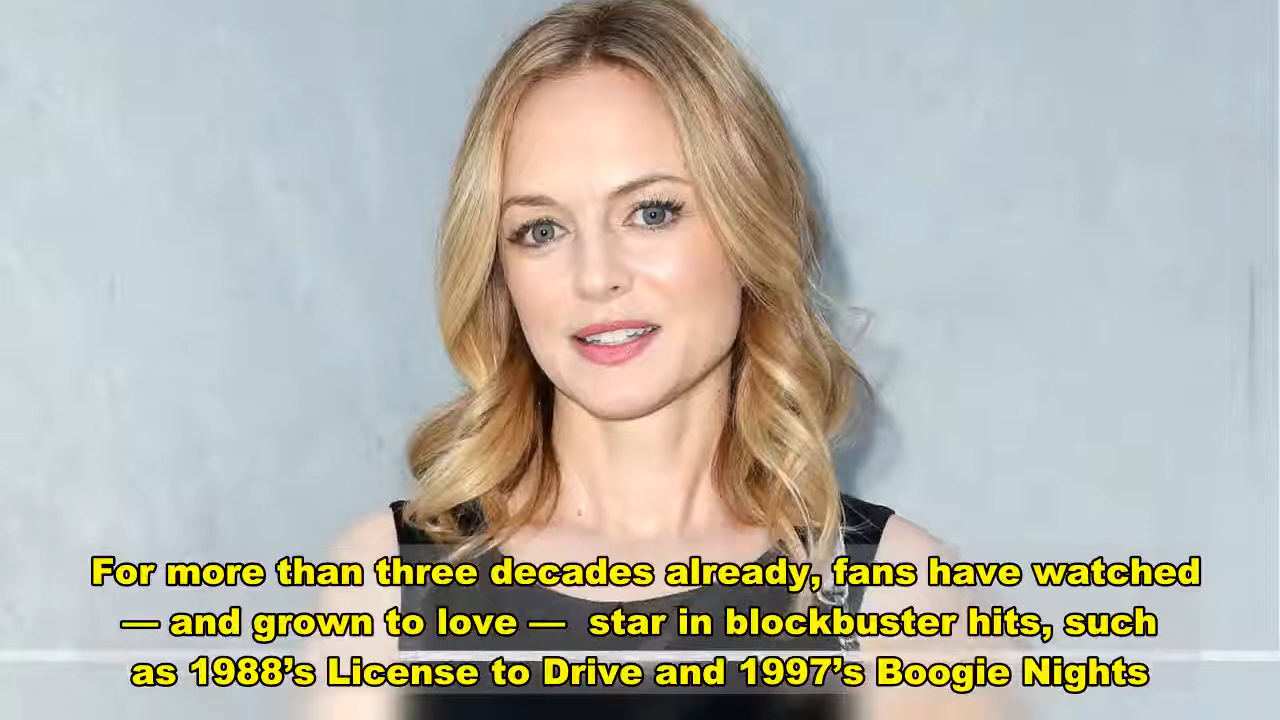 For more than three decades already, fans have watched
— and grown to love —  star in blockbuster hits, such
as 1988’s License to Drive and 1997’s Boogie Nights